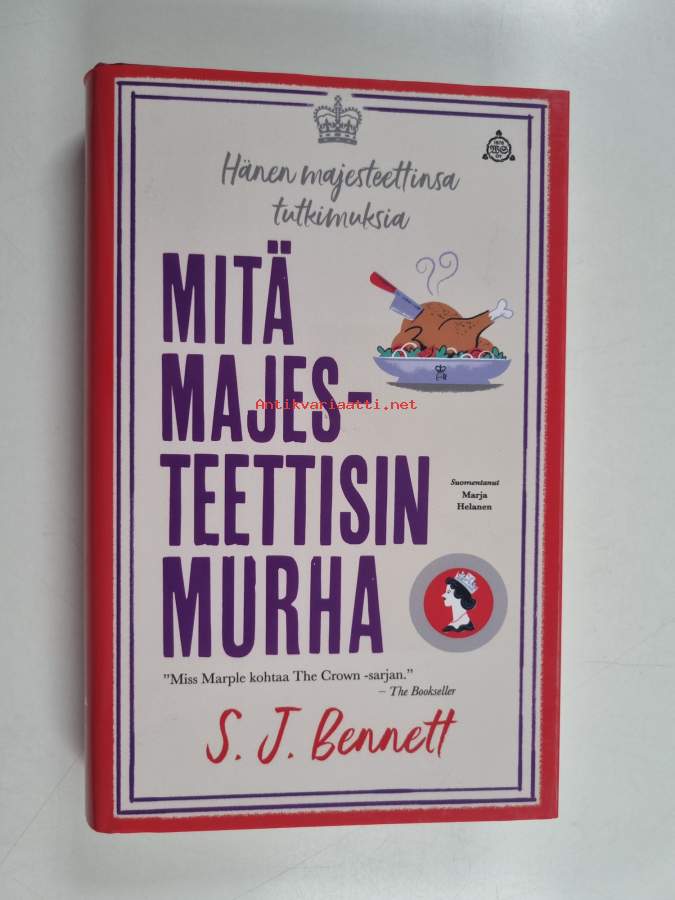 Hänen majesteettinsa
tutkimuksia
MITÄ
MAJES-
Antikvariaatti.net
TEETTISIN
MURHA
Suomentanut
Marja
Helanen
"Miss Marple kohtaa The Crown -sarjan."
– The Bookseller
S. J. Bennett